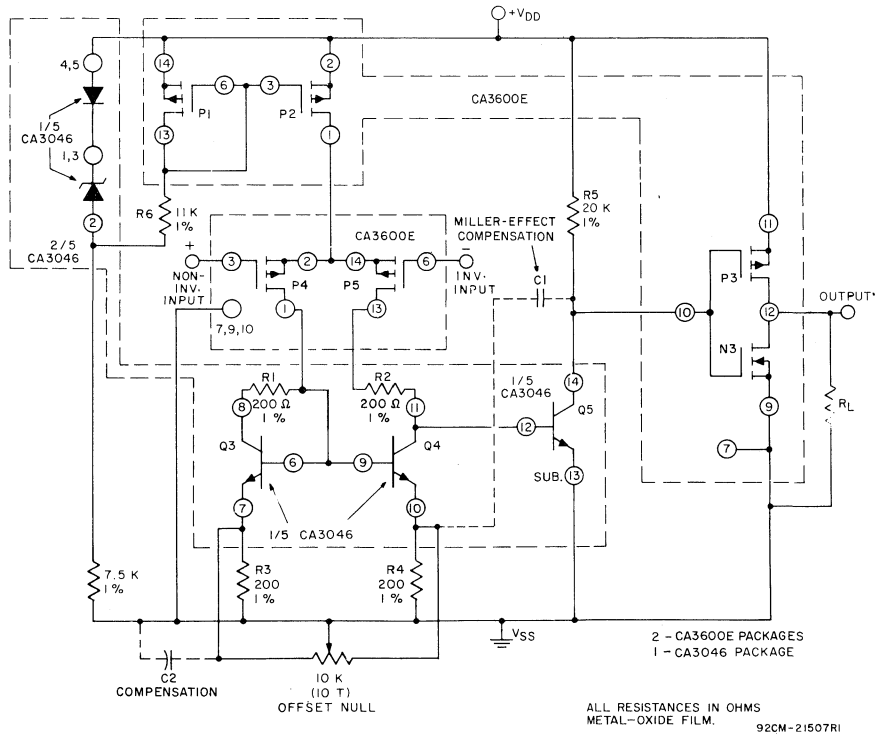 +VDD
4,5
14
2
6
3
P1
P2
CA3600E
1/5
CA3046
13
1
1,3
2
R6
11 K
1%
R5
20 K
1%
MILLER-EFFECT
COMPENSATION
C1
11
2/5
CA3046
CA3600E
+
NON-
INV.
INPUT
3
2
14
6
−
INV.
INPUT
P4
P5
P3
7,9,10
1
13
10
12
OUTPUT
N3
R1
200 Ω
1%
R2
200 Ω
1%
1/5
CA3046
14
8
11
12
Q5
9
RL
Q3
6
9
Q4
7
SUB.
13
7
10
1/5 CA3046
7.5 K
1%
R3
200
1%
R4
200
1%
VSS
2 - CA3600E PACKAGES
1 - CA3046 PACKAGE
C2
COMPENSATION
10 K
(10 T)
OFFSET NULL
ALL RESISTANCES IN OHMS
METAL-OXIDE FILM.
92CM-21507R1